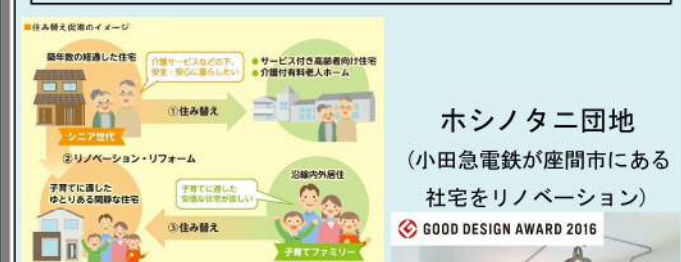 ■住み替え促進のイメージ
築年数の経過した住宅
介護サービスなどの下、
安全・安心に暮らしたい
●サービス付き高齢者向け住宅
●介護付有料老人ホーム
①住み替え
シニア世代
②リノベーション・リフォーム
子育てに適した
ゆとりある閑静な住宅
子育てに適した
安価な住宅が欲しい
沿線内外居住
③住み替え
子育てファミリー
ホシノタニ団地
（小田急電鉄が座間市にある
社宅をリノベーション）
GOOD DESIGN AWARD 2016